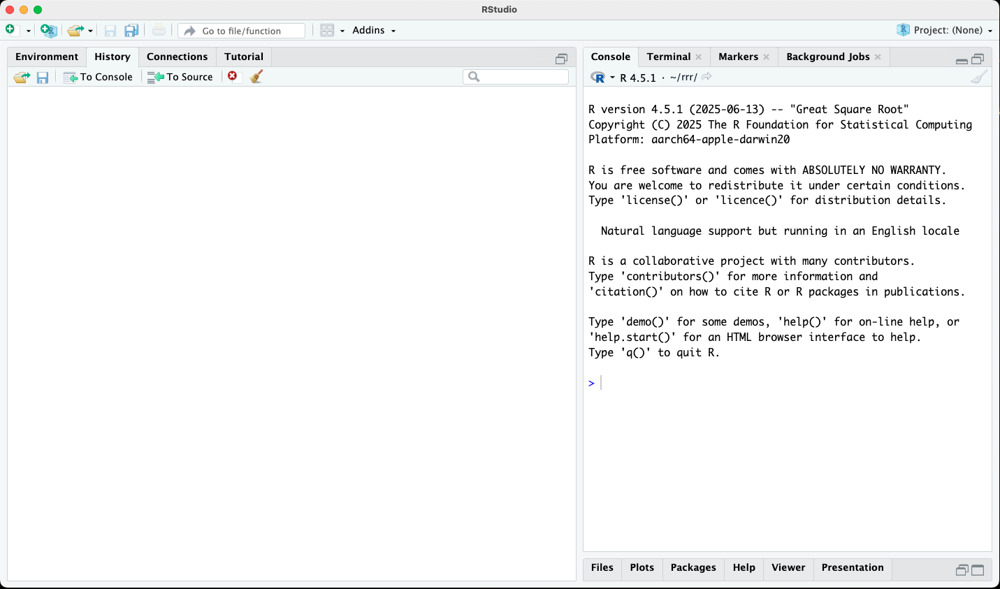 RStudio
Go to file/function
Addins
Project: (None)
Environment History Connections Tutorial
To Console To Source
Console Terminal Markers Background Jobs
R 4.5.1 · ~/rrr/
R version 4.5.1 (2025-06-13) -- "Great Square Root"
Copyright (C) 2025 The R Foundation for Statistical Computing
Platform: aarch64-apple-darwin20
R is free software and comes with ABSOLUTELY NO WARRANTY.
You are welcome to redistribute it under certain conditions.
Type 'license()' or 'licence()' for distribution details.
Natural language support but running in an English locale
R is a collaborative project with many contributors.
Type 'contributors()' for more information and
'citation()' on how to cite R or R packages in publications.
Type 'demo()' for some demos, 'help()' for on-line help, or
'help.start()' for an HTML browser interface to help.
Type 'q()' to quit R.
>
Files Plots Packages Help Viewer Presentation